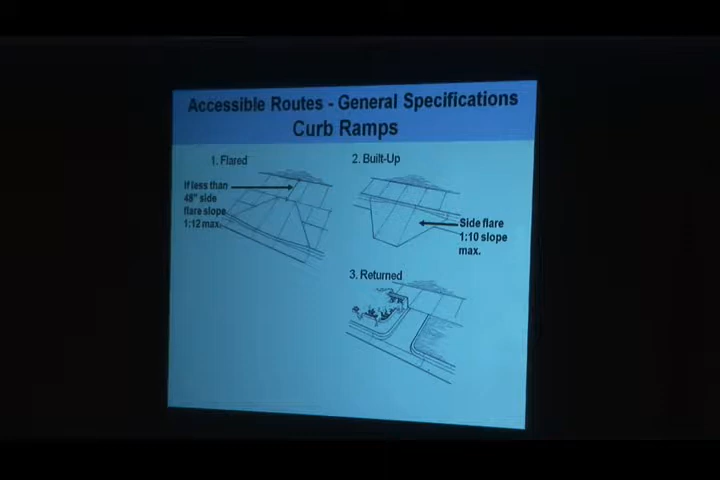 Accessible Routes - General Specifications
Curb Ramps
1. Flared
If less than
48" side
flare slope
1:12 max.
2. Built-Up
Side flare
1:10 slope
max.
3. Returned